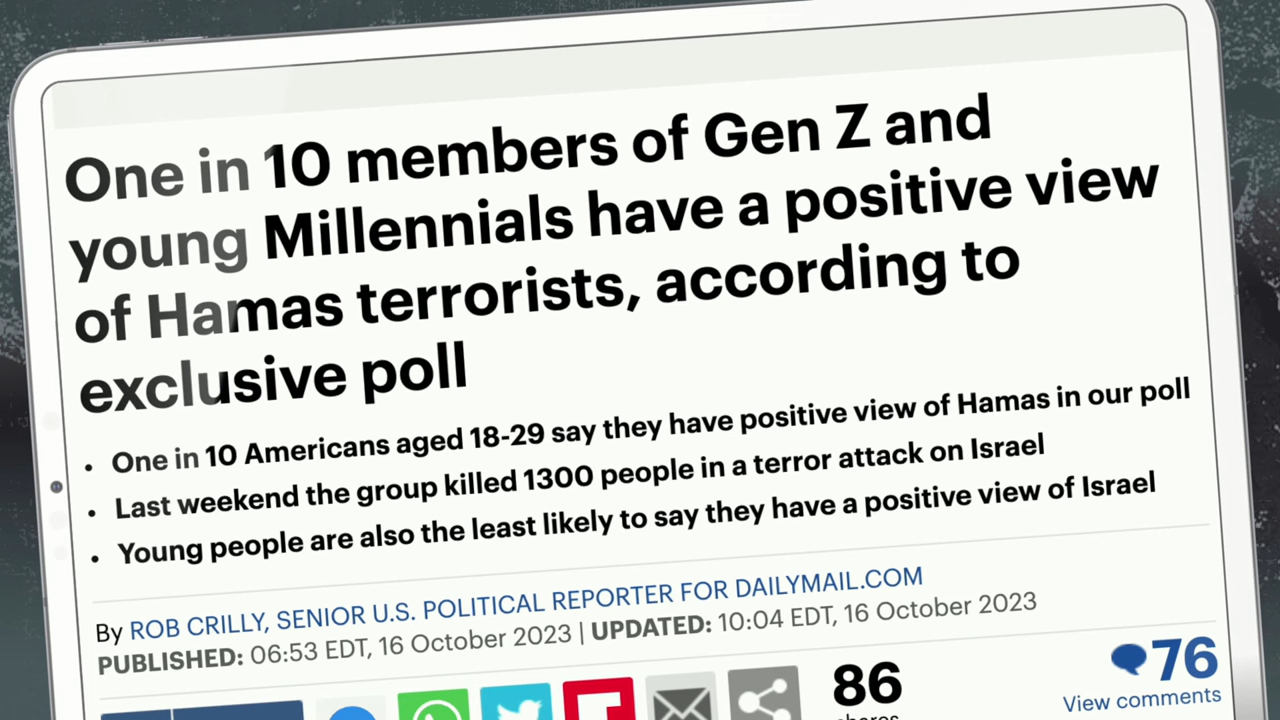 One in 10 members of Gen Z and
young Millennials have a positive view
of Hamas terrorists, according to
exclusive poll
• One in 10 Americans aged 18-29 say they have positive view of Hamas in our poll
• Last weekend the group killed 1300 people in a terror attack on Israel
• Young people are also the least likely to say they have a positive view of Israel
By ROB CRILLY, SENIOR U.S. POLITICAL REPORTER FOR DAILYMAIL.COM
PUBLISHED: 06:53 EDT, 16 October 2023 | UPDATED: 10:04 EDT, 16 October 2023
86
shares
76
View comments